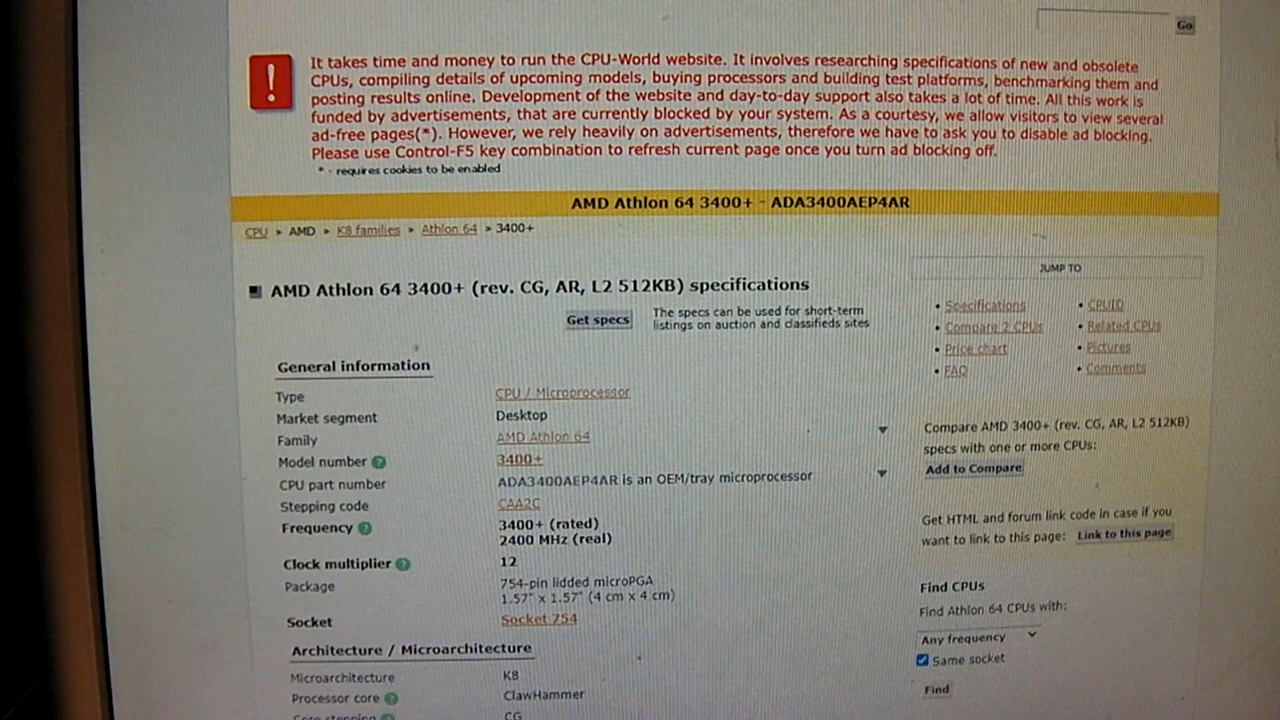 Go
It takes time and money to run the CPU-World website. It involves researching specifications of new and obsolete
CPUs, compiling details of upcoming models, buying processors and building test platforms, benchmarking them and
posting results online. Development of the website and day-to-day support also takes a lot of time. All this work is
funded by advertisements, that are currently blocked by your system. As a courtesy, we allow visitors to view several
ad-free pages(*). However, we rely heavily on advertisements, therefore we have to ask you to disable ad blocking.
Please use Control-F5 key combination to refresh current page once you turn ad blocking off.
* - requires cookies to be enabled
AMD Athlon 64 3400+ - ADA3400AEP4AR
CPU » AMD » K8 families » Athlon 64 » 3400+
AMD Athlon 64 3400+ (rev. CG, AR, L2 512KB) specifications
Get specs
The specs can be used for short-term
listings on auction and classifieds sites
General information
Type CPU / Microprocessor
Market segment Desktop
Family AMD Athlon 64
Model number ? 3400+
CPU part number ADA3400AEP4AR is an OEM/tray microprocessor
Stepping code CAA2C
Frequency ? 3400+ (rated)
2400 MHz (real)
Clock multiplier ? 12
Package 754-pin lidded microPGA
1.57" x 1.57" (4 cm x 4 cm)
Socket Socket 754
Architecture / Microarchitecture
Microarchitecture K8
Processor core ? ClawHammer
Core stepping ? CG
JUMP TO
• Specifications • CPUID
• Compare 2 CPUs • Related CPUs
• Price chart • Pictures
• FAQ • Comments
Compare AMD 3400+ (rev. CG, AR, L2 512KB)
specs with one or more CPUs:
Add to Compare
Get HTML and forum link code in case if you
want to link to this page: Link to this page
Find CPUs
Find Athlon 64 CPUs with:
Any frequency
Same socket
Find